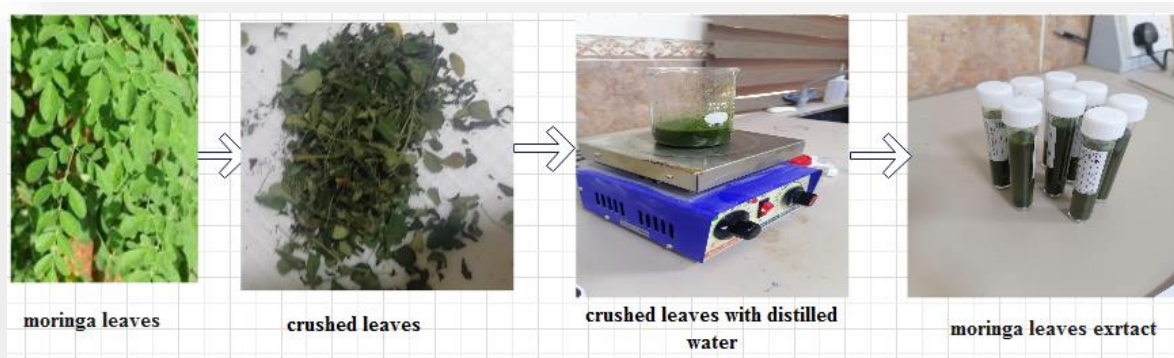 moringa leaves
crushed leaves
crushed leaves with distilled
water
moringa leaves exrtact